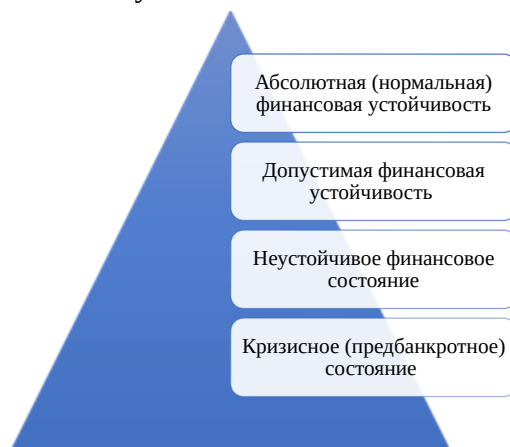 Абсолютная (нормальная)
финансовая устойчивость
Допустимая финансовая
устойчивость
Неустойчивое финансовое
состояние
Кризисное (предбанкротное)
состояние